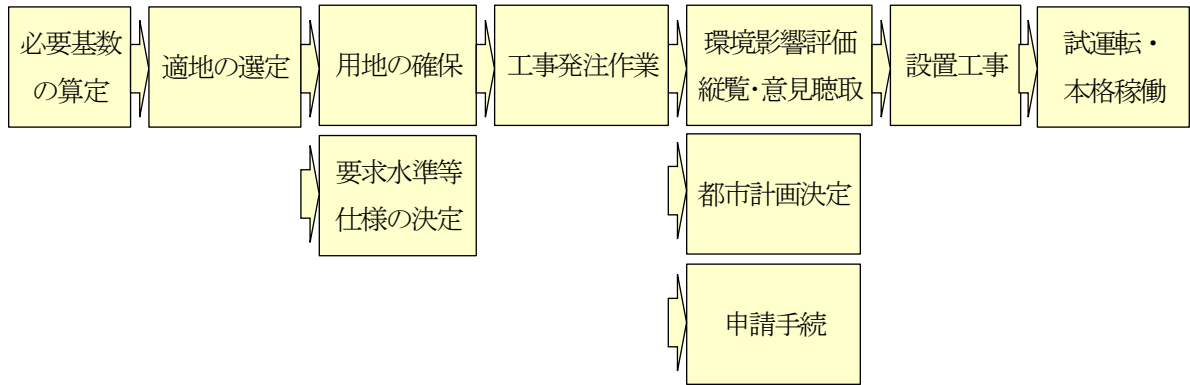 必要基数
の算定
適地の選定
用地の確保
工事発注作業
環境影響評価
縦覧・意見聴取
設置工事
試運転・
本格稼働
要求水準等
仕様の決定
都市計画決定
申請手続